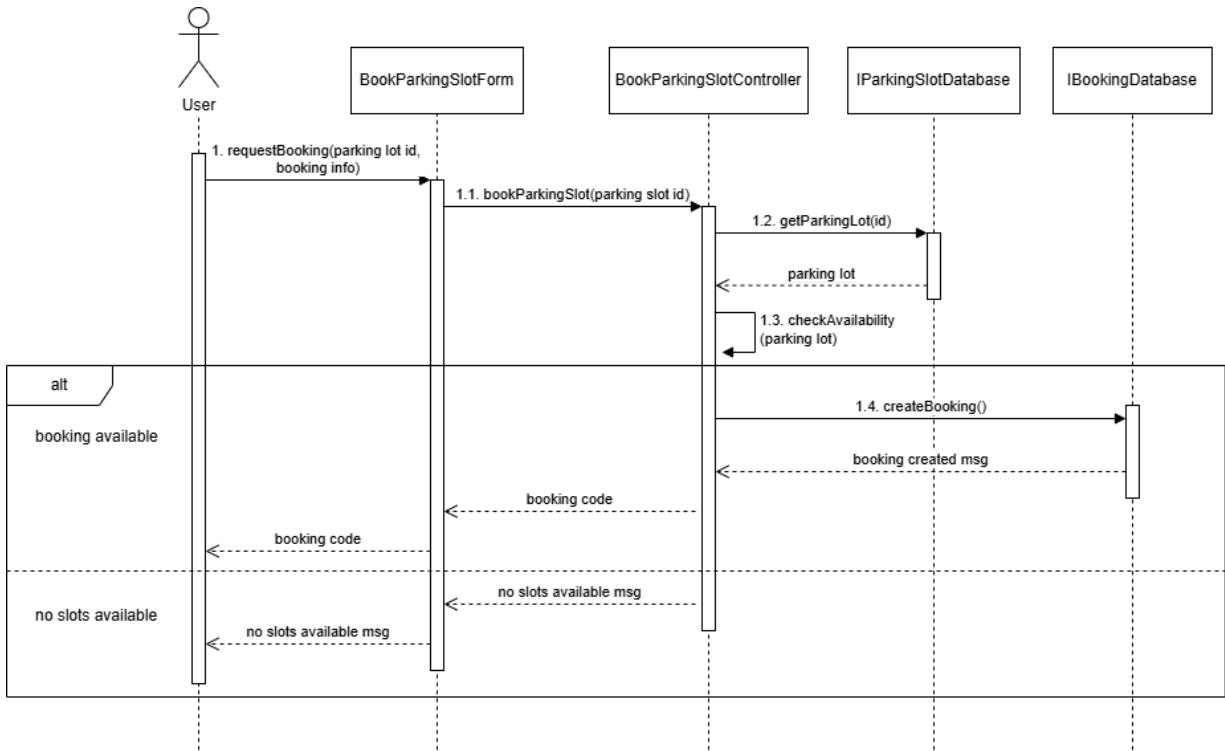 User
BookParkingSlotForm
BookParkingSlotController
IParkingSlotDatabase
IBookingDatabase
1. requestBooking(parking lot id,
booking info)
1.1. bookParkingSlot(parking slot id)
1.2. getParkingLot(id)
parking lot
1.3. checkAvailability
(parking lot)
alt
booking available
1.4. createBooking()
booking created msg
booking code
booking code
no slots available
no slots available msg
no slots available msg